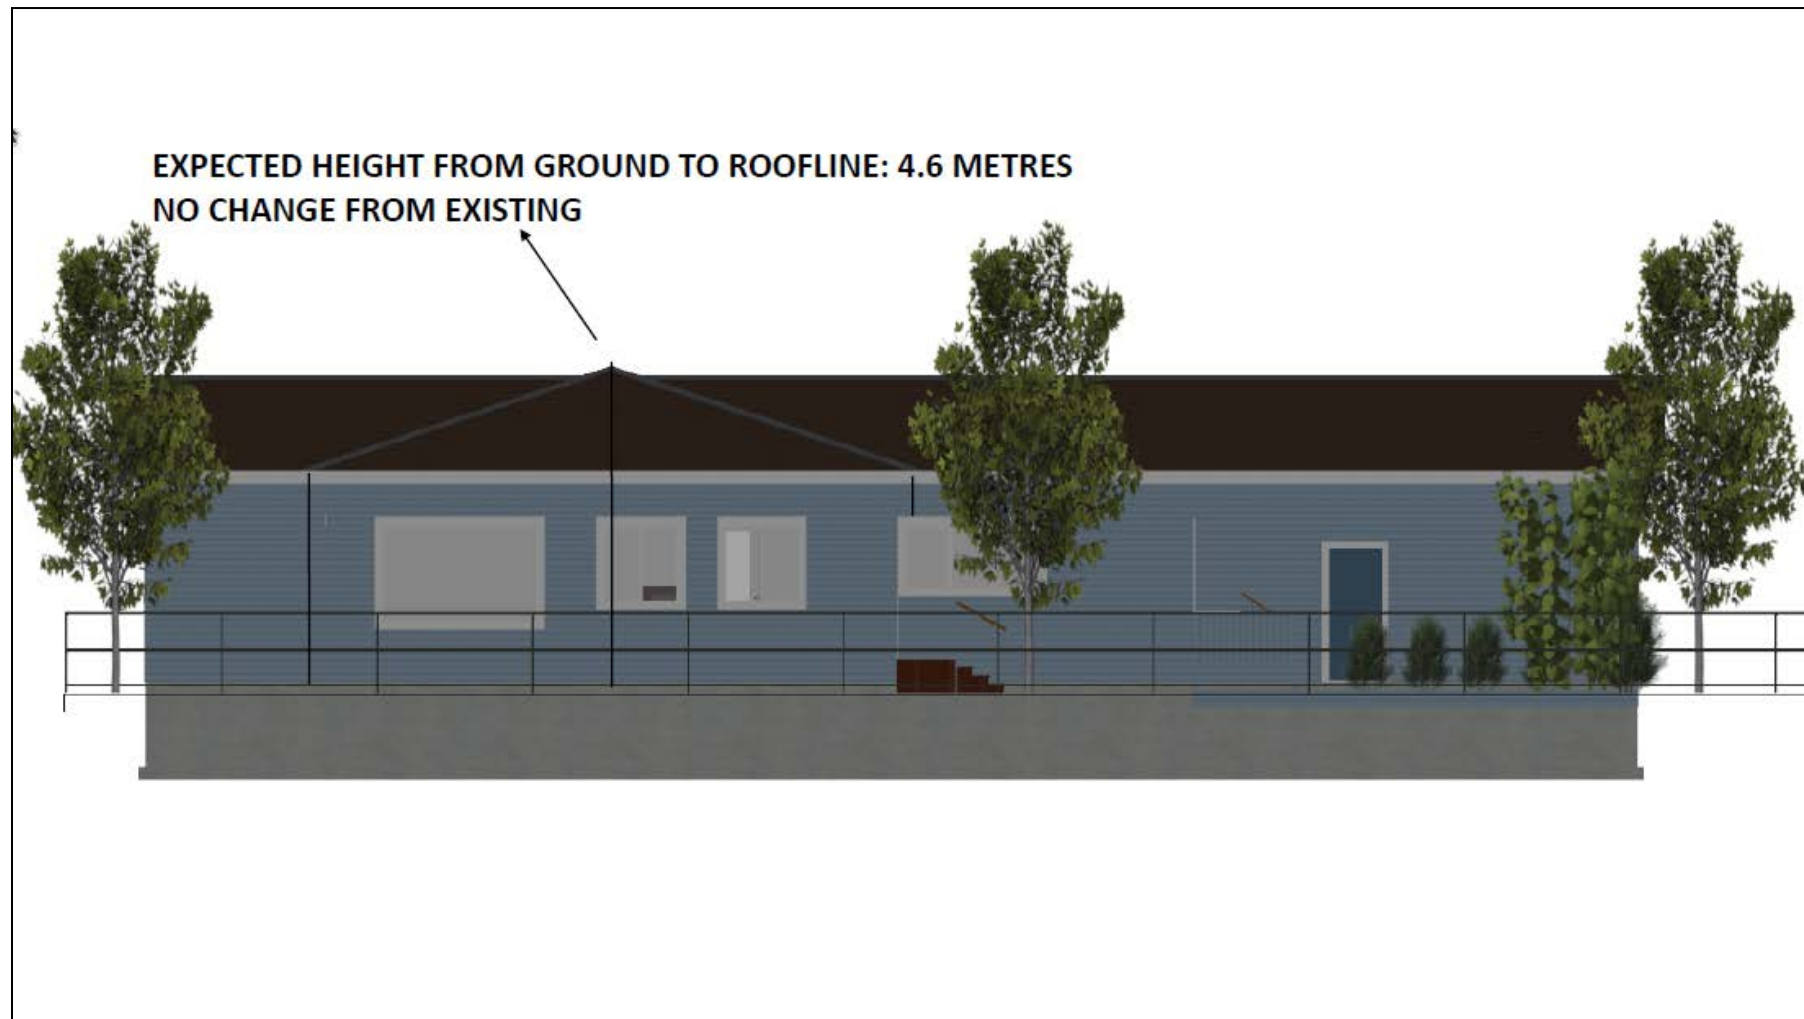 EXPECTED HEIGHT FROM GROUND TO ROOFLINE: 4.6 METRES
NO CHANGE FROM EXISTING